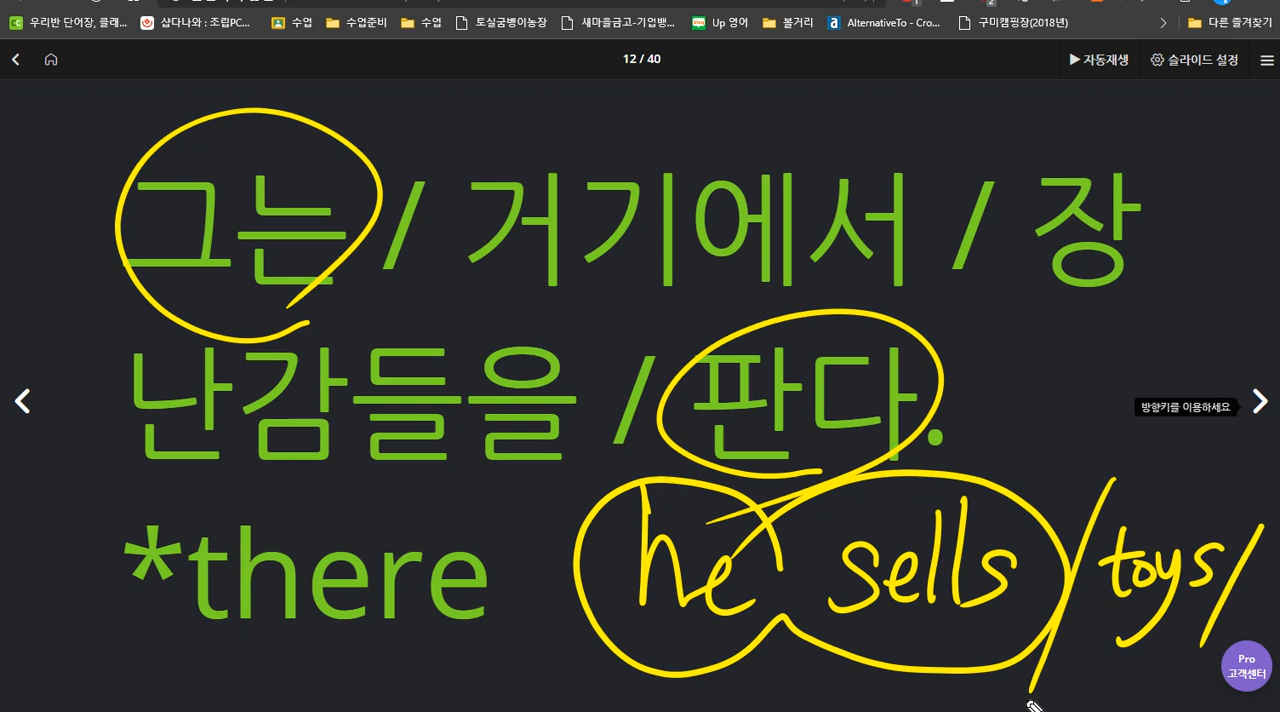 우리반 단어장, 클래...
샵다나와 : 조립PC...
수업
수업준비
수업
토실굼벵이농장
새마을금고-기업뱅...
Up 영어
볼거리
AlternativeTo - Cro...
구미캠핑장(2018년)
다른 즐겨찾기
12 / 40
자동재생
슬라이드 설정
그는 / 거기에서 / 장
난감들을 / 판다.
방향키를 이용하세요
*there
he sells / toys /
Pro
고객센터